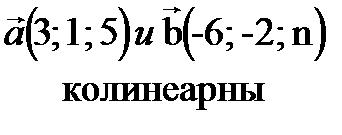 a⃗(3; 1; 5) и b⃗(-6; -2; n)
колинеарны